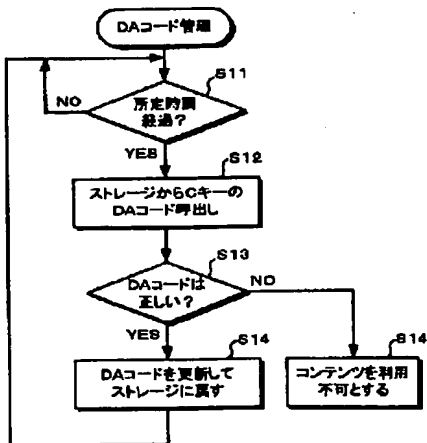 DAコード管理
S11
所定時間
経過?
NO
YES
S12
ストレージからCキーの
DAコード呼出し
S13
DAコードは
正しい?
NO
YES
S14
DAコードを更新して
ストレージに戻す
S14
コンテンツを利用
不可とする